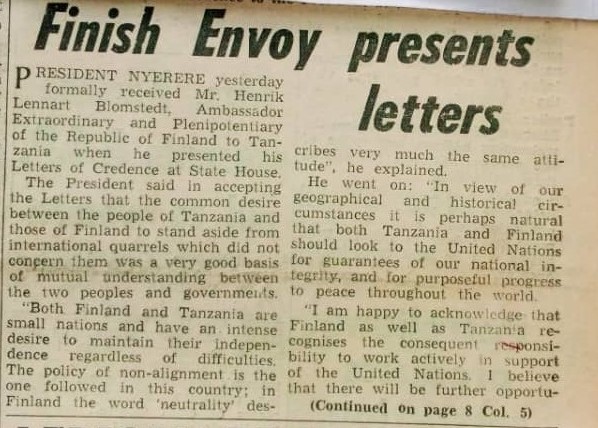 Finish Envoy presents
letters
PRESIDENT NYERERE yesterday
formally received Mr. Henrik
Lennart Blomstedt, Ambassador
Extraordinary and Plenipotentiary
of the Republic of Finland to Tan-
zania when he presented his
Letters of Credence at State House.
The President said in accepting
the Letters that the common desire
between the people of Tanzania and
those of Finland to stand aside from
international quarrels which did not
concern them was a very good basis
of mutual understanding between
the two peoples and governments.
"Both Finland and Tanzania are
small nations and have an intense
desire to maintain their indepen-
dence regardless of difficulties.
The policy of non-alignment is the
one followed in this country; in
Finland the word 'neutrality' des-
cribes very much the same atti-
tude", he explained.
He went on: "In view of our
geographical and historical cir-
cumstances it is perhaps natural
that both Tanzania and Finland
should look to the United Nations
for guarantees of our national in-
tegrity, and for purposeful progress
to peace throughout the world.
"I am happy to acknowledge that
Finland as well as Tanzania re-
cognises the consequent responsi-
bility to work actively in support
of the United Nations. I believe
that there will be further opportu-
(Continued on page 8 Col. 5)